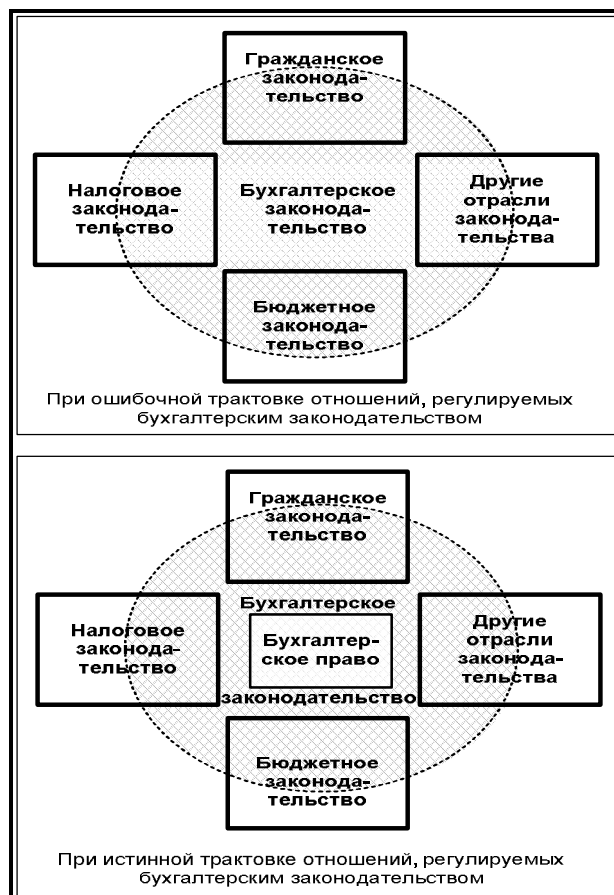 Гражданское
законода-
тельство
Налоговое
законода-
тельство
Бухгалтерское
законода-
тельство
Другие
отрасли
законода-
тельства
Бюджетное
законода-
тельство
При ошибочной трактовке отношений, регулируемых
бухгалтерским законодательством
Гражданское
законода-
тельство
Налоговое
законода-
тельство
Бухгалтерское
Бухгалтер-
ское право
законодательство
Другие
отрасли
законода-
тельства
Бюджетное
законода-
тельство
При истинной трактовке отношений, регулируемых
бухгалтерским законодательством